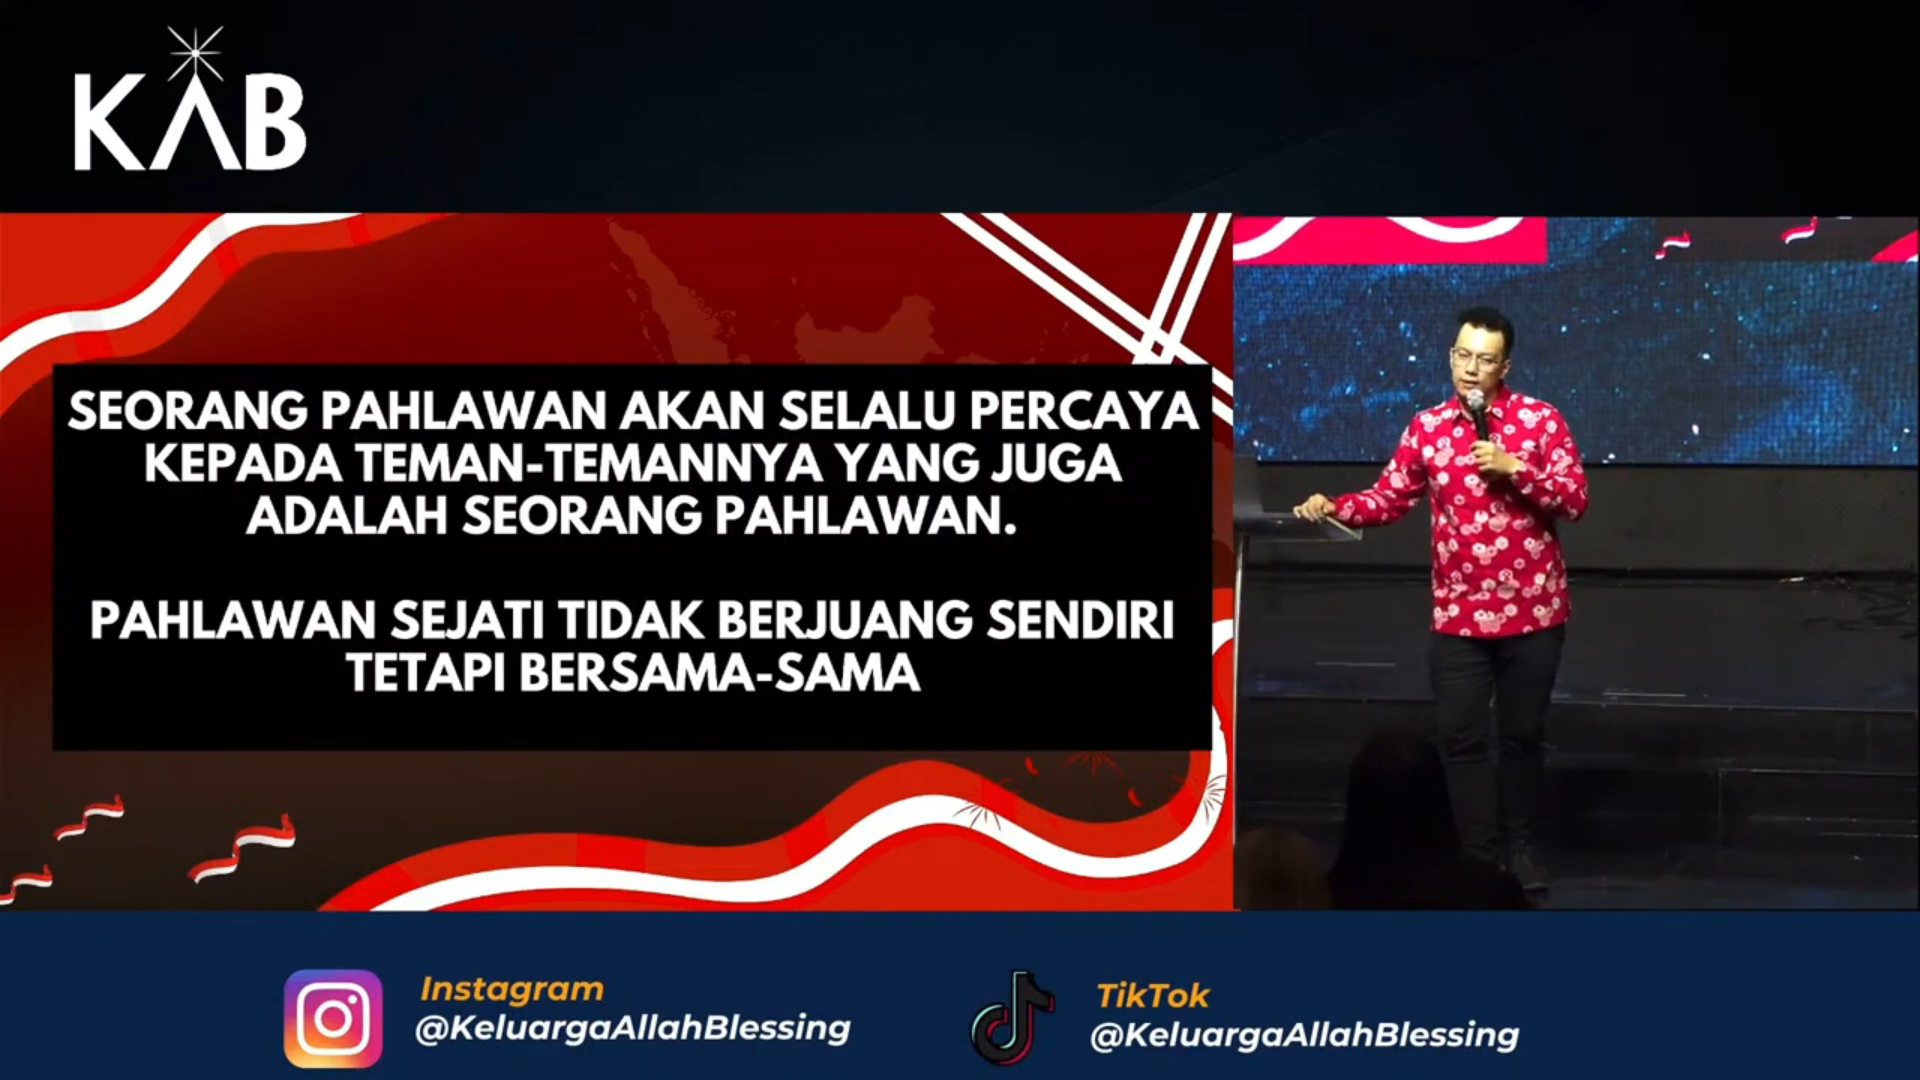 KAB
SEORANG PAHLAWAN AKAN SELALU PERCAYA
KEPADA TEMAN-TEMANNYA YANG JUGA
ADALAH SEORANG PAHLAWAN.
PAHLAWAN SEJATI TIDAK BERJUANG SENDIRI
TETAPI BERSAMA-SAMA
Instagram
@KeluargaAllahBlessing
TikTok
@KeluargaAllahBlessing